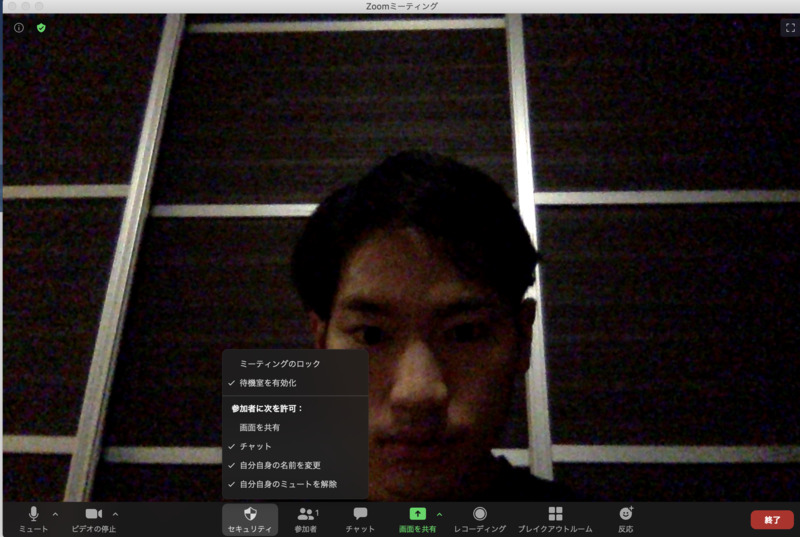 Zoomミーティング
ミーティングのロック
✓ 待機室を有効化
参加者に次を許可：
画面を共有
✓ チャット
✓ 自分自身の名前を変更
✓ 自分自身のミュートを解除
ミュート
ビデオの停止
セキュリティ
参加者
1
チャット
画面を共有
レコーディング
ブレイクアウトルーム
反応
終了